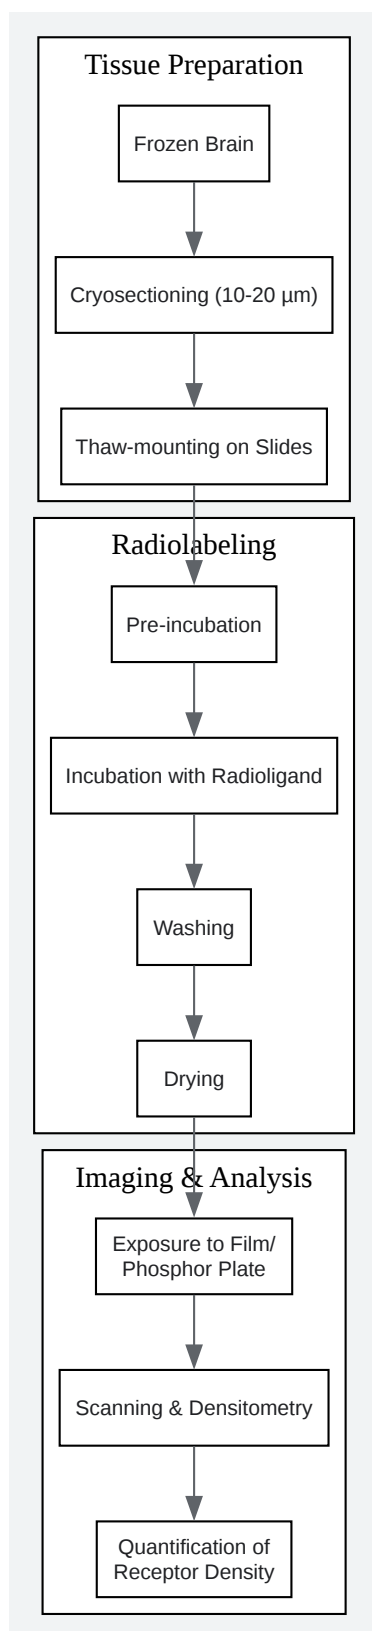 Tissue Preparation
Frozen Brain
Cryosectioning (10-20 µm)
Thaw-mounting on Slides
Radiolabeling
Pre-incubation
Incubation with Radioligand
Washing
Drying
Imaging & Analysis
Exposure to Film/
Phosphor Plate
Scanning & Densitometry
Quantification of
Receptor Density